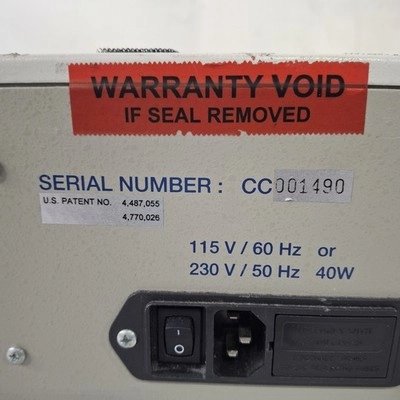 WARRANTY VOID
IF SEAL REMOVED
SERIAL NUMBER : CC001490
U.S. PATENT NO. 4,487,055
4,770,026
115 V / 60 Hz or
230 V / 50 Hz 40W